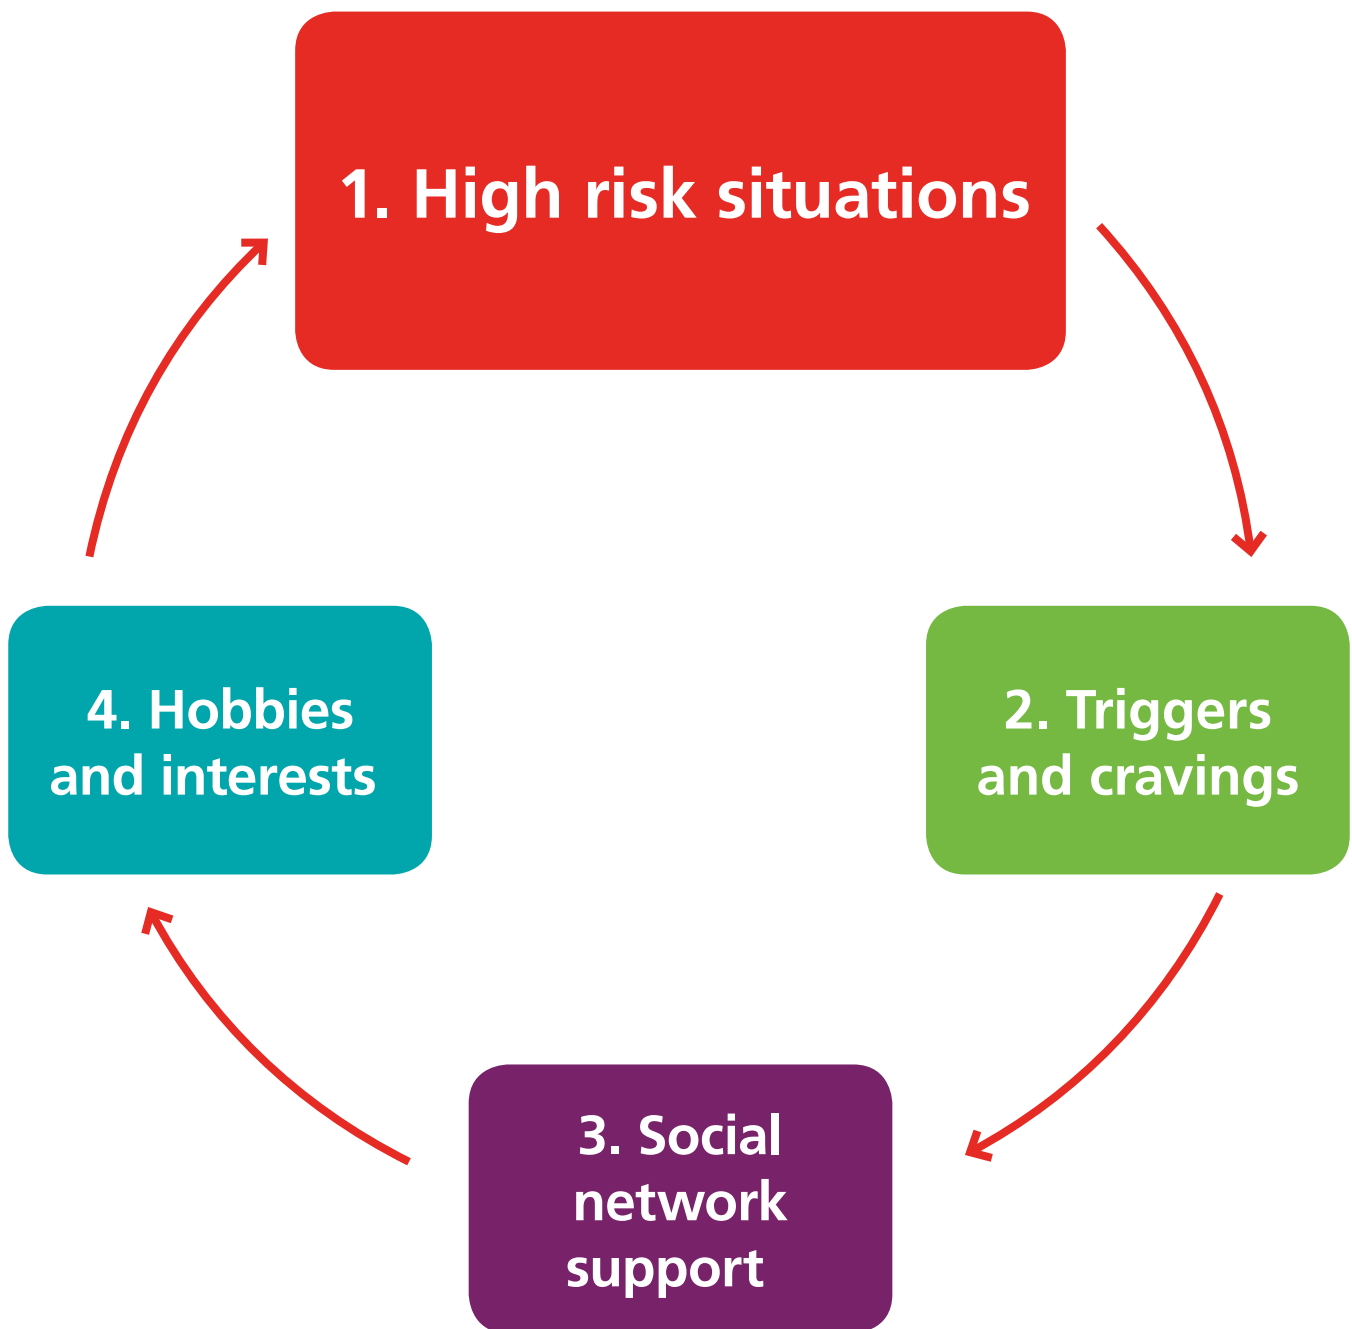 1. High risk situations
2. Triggers
and cravings
3. Social
network
support
4. Hobbies
and interests